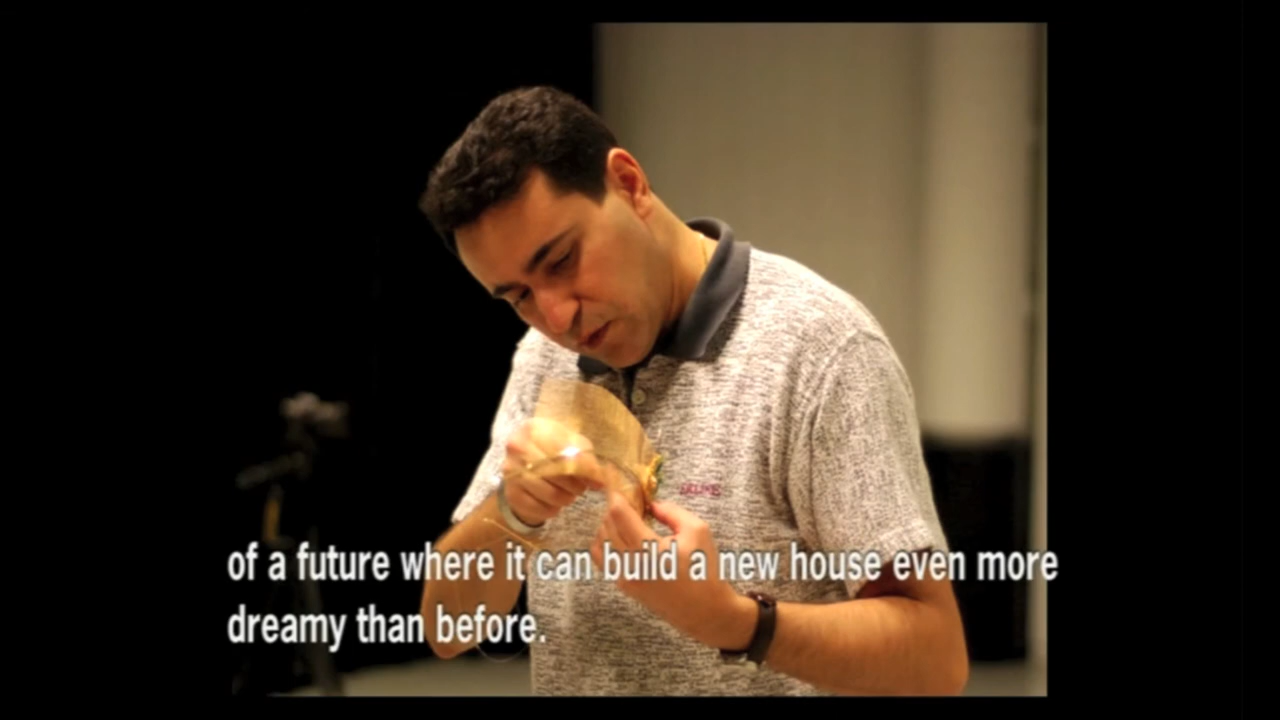 of a future where it can build a new house even more
dreamy than before.